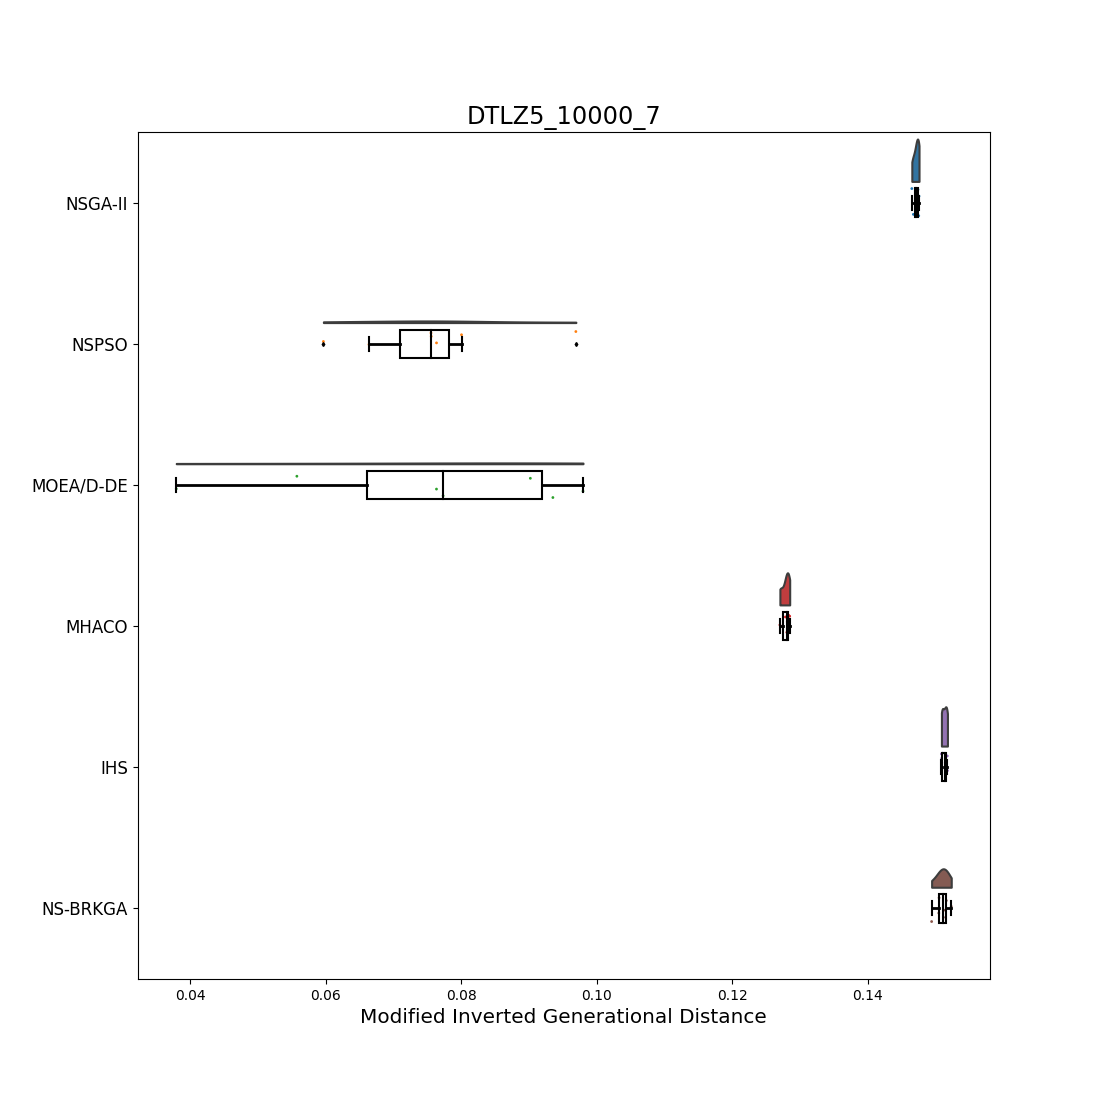 DTLZ5_10000_7
NSGA-II
NSPSO
MOEA/D-DE
MHACO
IHS
NS-BRKGA
0.04 0.06 0.08 0.10 0.12 0.14
Modified Inverted Generational Distance